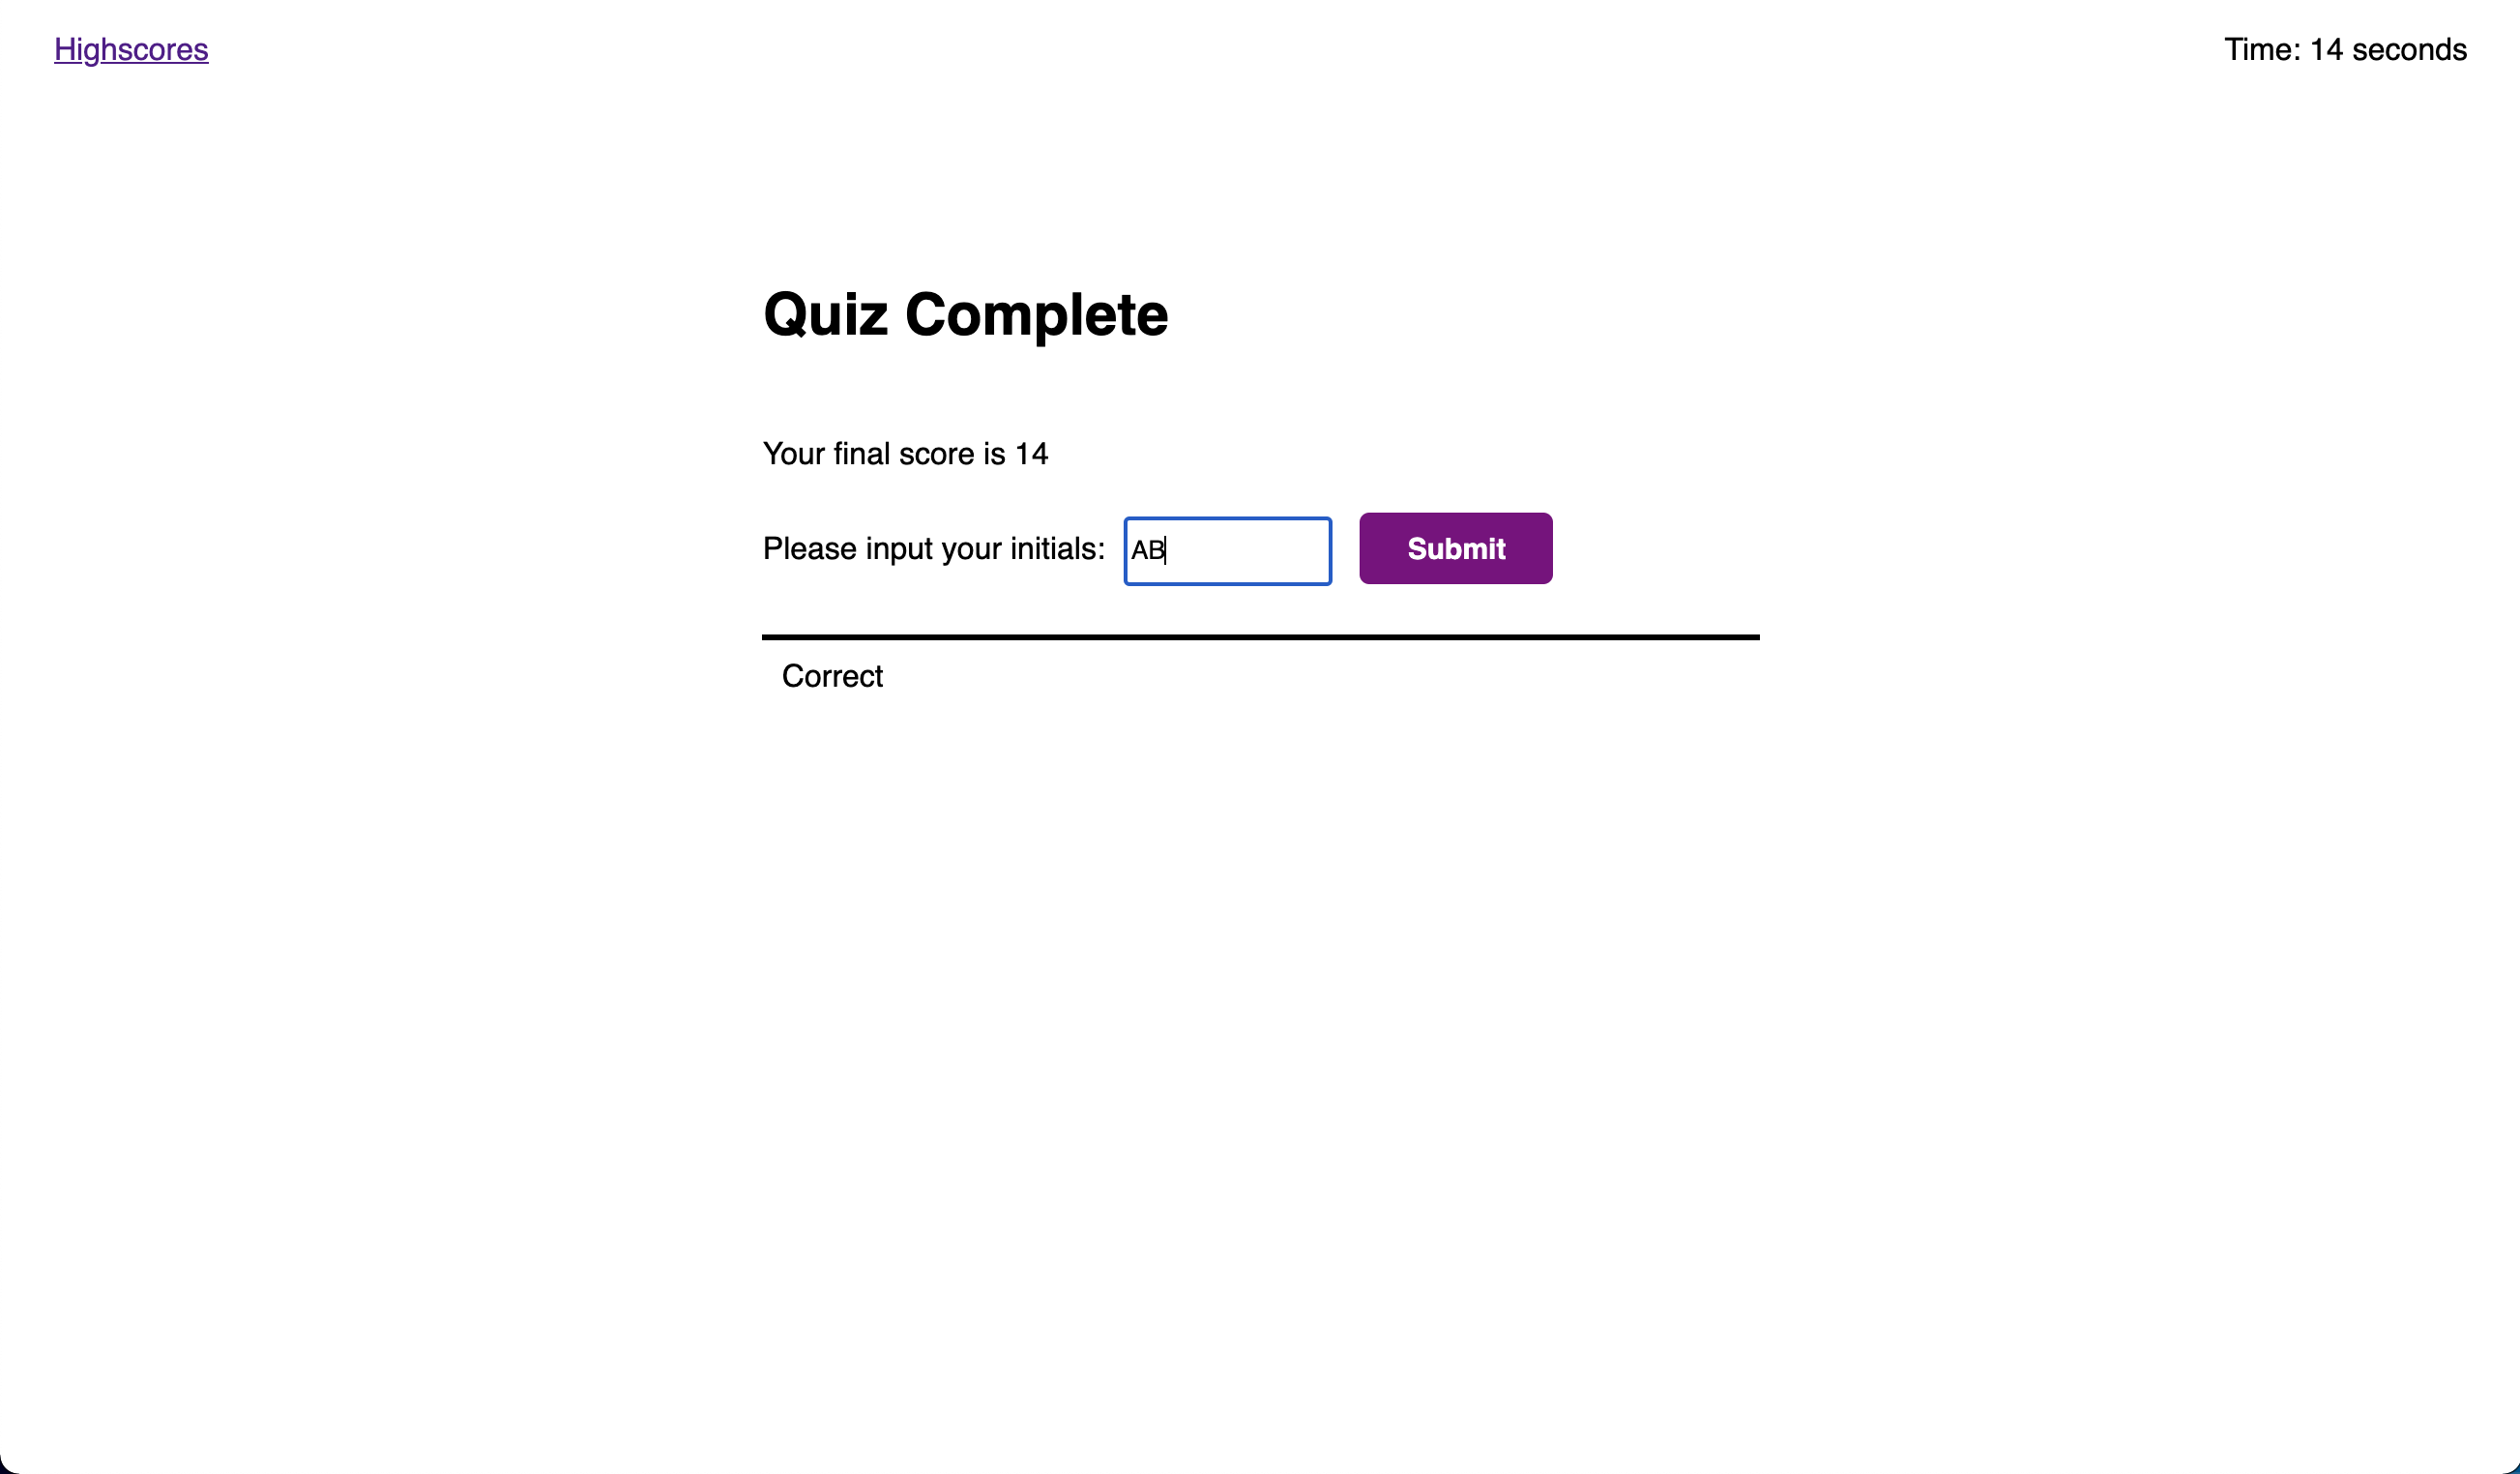 Highscores
Time: 14 seconds
Quiz Complete
Your final score is 14
Please input your initials: AB Submit
Correct